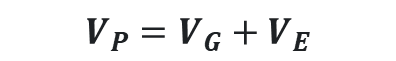 V_P = V_G + V_E